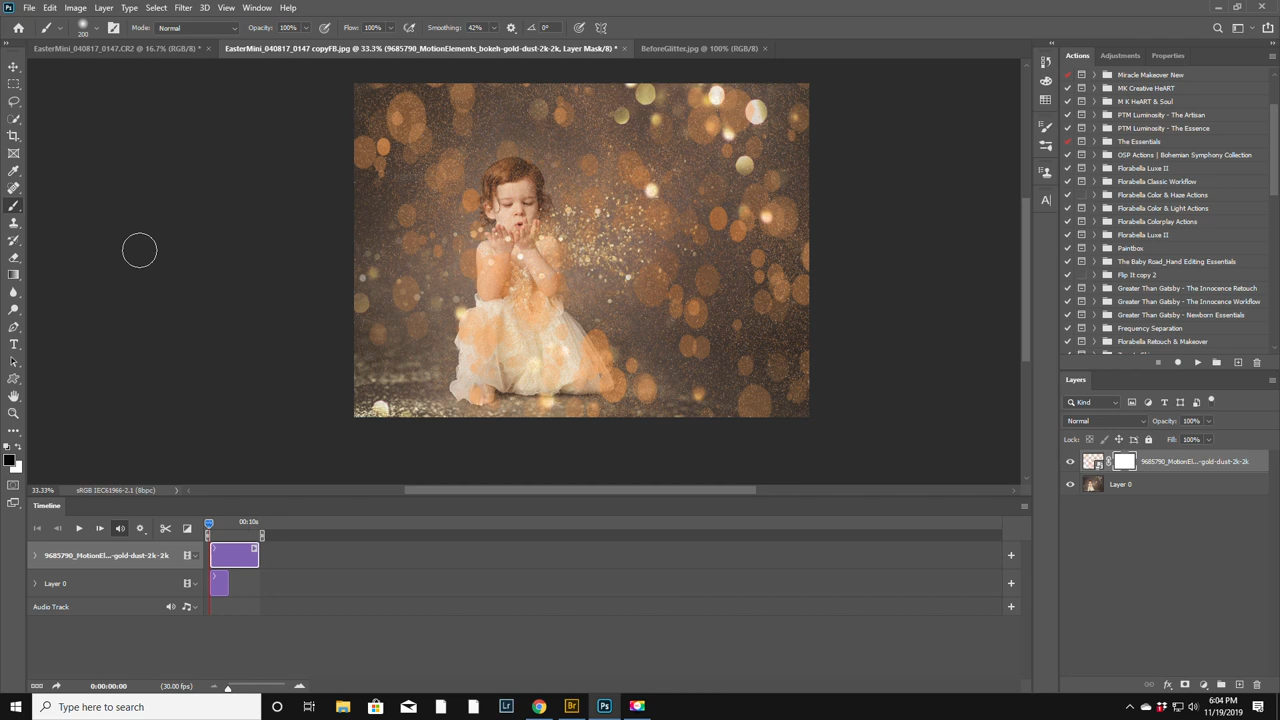 Ps File Edit Image Layer Type Select Filter 3D View Window Help
200 Mode: Normal Opacity: 100% Flow: 100% Smoothing: 42% 0°
EasterMini_040817_0147.CR2 @ 16.7% (RGB/8) * × EasterMini_040817_0147 copyFB.jpg @ 33.3% (9685790_MotionElements_bokeh-gold-dust-2k-2k, Layer Mask/8) * × BeforeGlitter.jpg @ 100% (RGB/8) ×
Actions Adjustments Properties
Miracle Makeover New
MK Creative HeART
M K HeART & Soul
PTM Luminosity - The Artisan
PTM Luminosity - The Essence
The Essentials
OSP Actions | Bohemian Symphony Collection
Florabella Luxe II
Florabella Classic Workflow
Florabella Color & Haze Actions
Florabella Color & Light Actions
Florabella Colorplay Actions
Florabella Luxe II
Paintbox
The Baby Road_Hand Editing Essentials
Flip It copy 2
Greater Than Gatsby - The Innocence Retouch
Greater Than Gatsby - The Innocence Workflow
Greater Than Gatsby - Newborn Essentials
Frequency Separation
Florabella Retouch & Makeover
Layers
Kind
Normal Opacity: 100%
Lock: Fill: 100%
9685790_MotionEl...-gold-dust-2k-2k
Layer 0
33.33% sRGB IEC61966-2.1 (8bpc)
Timeline
00:10s
9685790_MotionEl...-gold-dust-2k-2k
Layer 0
Audio Track
0:00:00:00 (30.00 fps)
Type here to search
Lr Br Ps
6:04 PM
11/19/2019